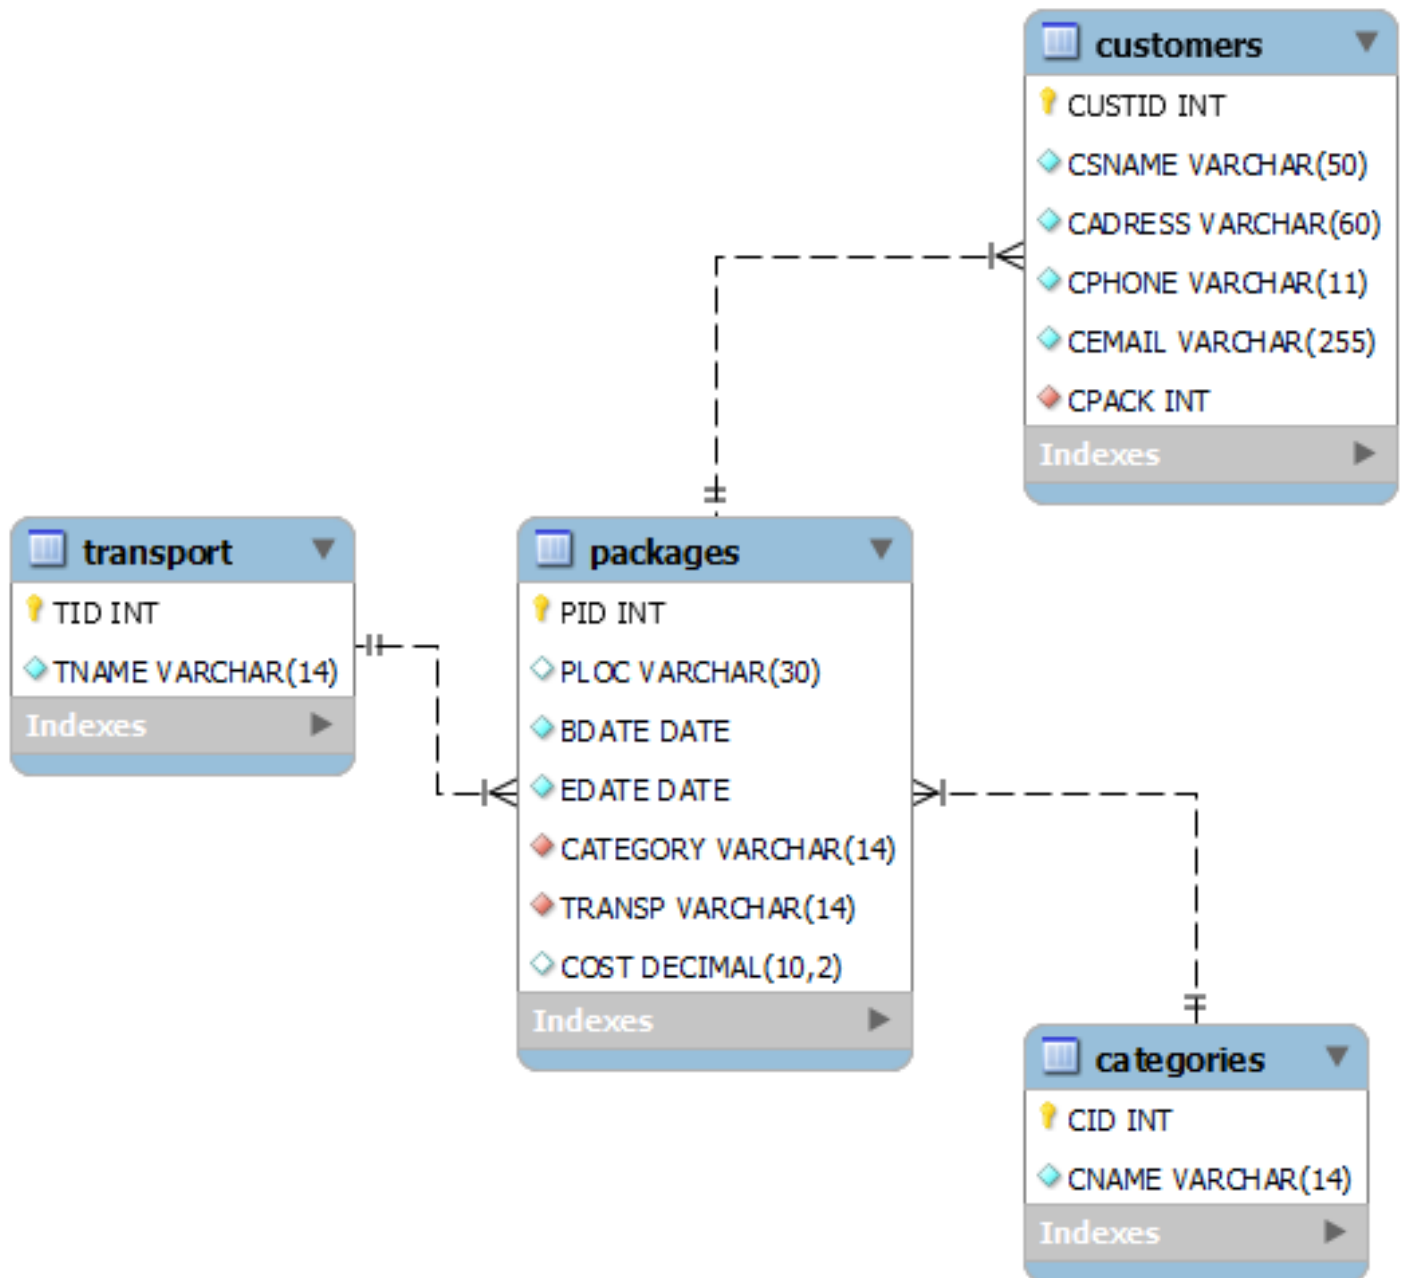 customers
CUSTID INT
CSNAME VARCHAR(50)
CADRESS VARCHAR(60)
CPHONE VARCHAR(11)
CEMAIL VARCHAR(255)
CPACK INT
Indexes
transport
TID INT
TNAME VARCHAR(14)
Indexes
packages
PID INT
PLOC VARCHAR(30)
BDATE DATE
EDATE DATE
CATEGORY VARCHAR(14)
TRANSP VARCHAR(14)
COST DECIMAL(10,2)
Indexes
categories
CID INT
CNAME VARCHAR(14)
Indexes